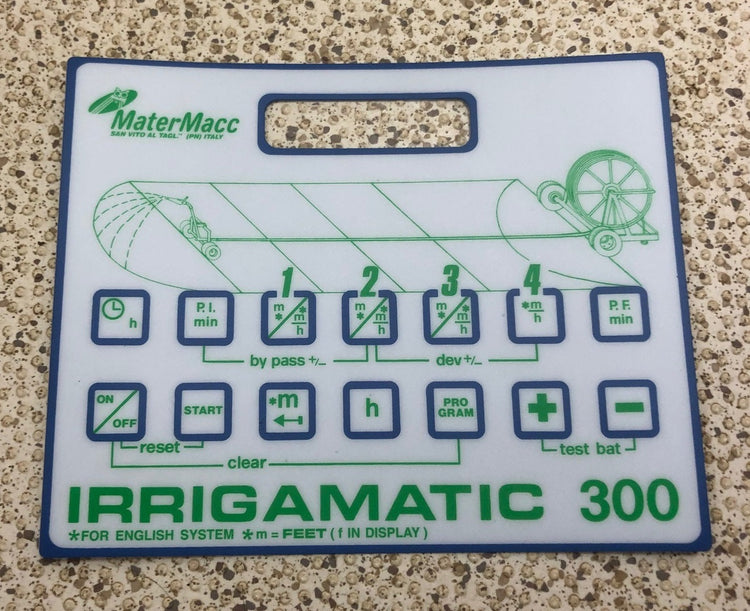 MaterMacc
SAN VITO AL TAGL.™ (PN) ITALY
1 2 3 4
h
P.I.
min
m * *m/h
m * *m/h
m * *m/h
*m/h
P.F.
min
by pass +/-
dev +/-
ON/OFF
START
*m
h
PRO
GRAM
+
-
reset
test bat
clear
IRRIGAMATIC 300
*FOR ENGLISH SYSTEM *m = FEET (f IN DISPLAY)